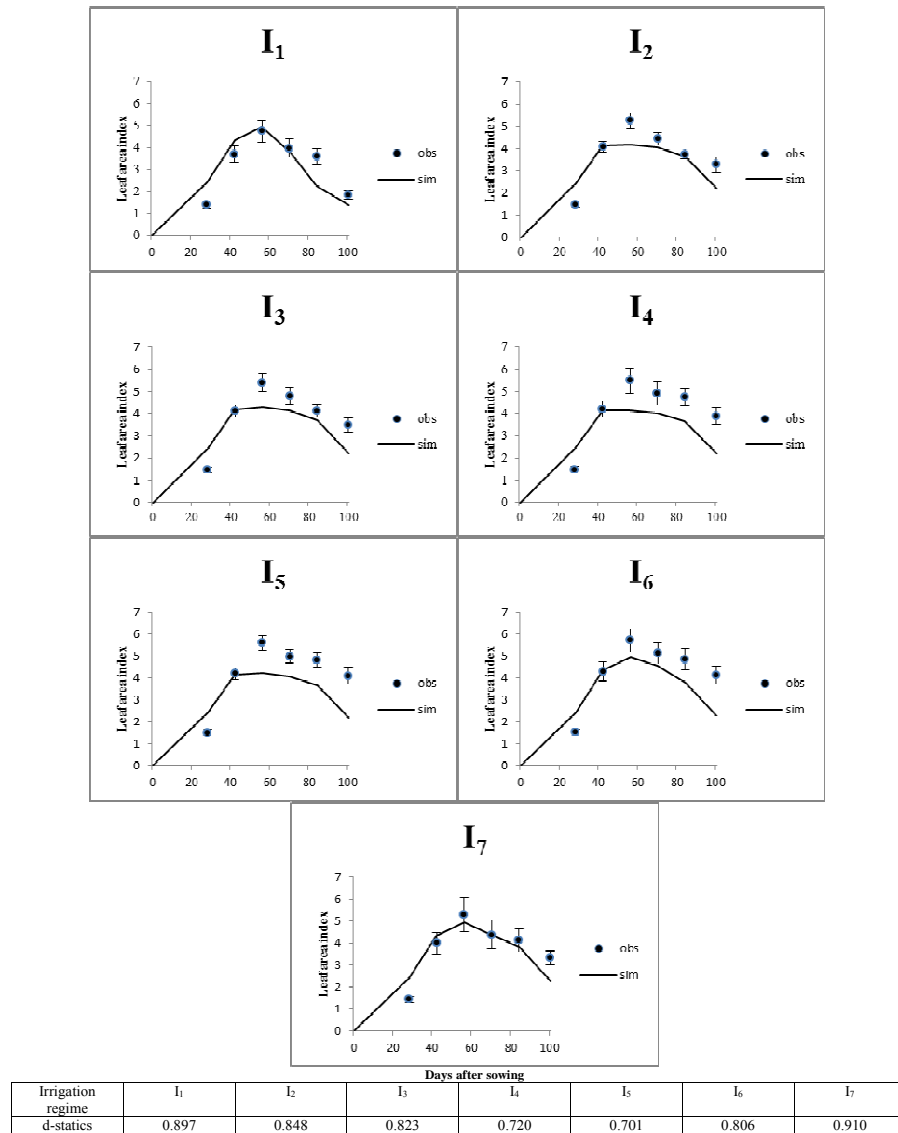 I₁
7
6
5
4
3
2
1
0
Leaf area index
0 20 40 60 80 100
obs
sim
I₂
7
6
5
4
3
2
1
0
Leaf area index
0 20 40 60 80 100
obs
sim
I₃
7
6
5
4
3
2
1
0
Leaf area index
0 20 40 60 80 100
obs
sim
I₄
7
6
5
4
3
2
1
0
Leaf area index
0 20 40 60 80 100
obs
sim
I₅
7
6
5
4
3
2
1
0
Leaf area index
0 20 40 60 80 100
obs
sim
I₆
7
6
5
4
3
2
1
0
Leaf area index
0 20 40 60 80 100
obs
sim
I₇
7
6
5
4
3
2
1
0
Leaf area index
0 20 40 60 80 100
obs
sim
Days after sowing
Irrigation regime I₁ I₂ I₃ I₄ I₅ I₆ I₇
d-statics 0.897 0.848 0.823 0.720 0.701 0.806 0.910